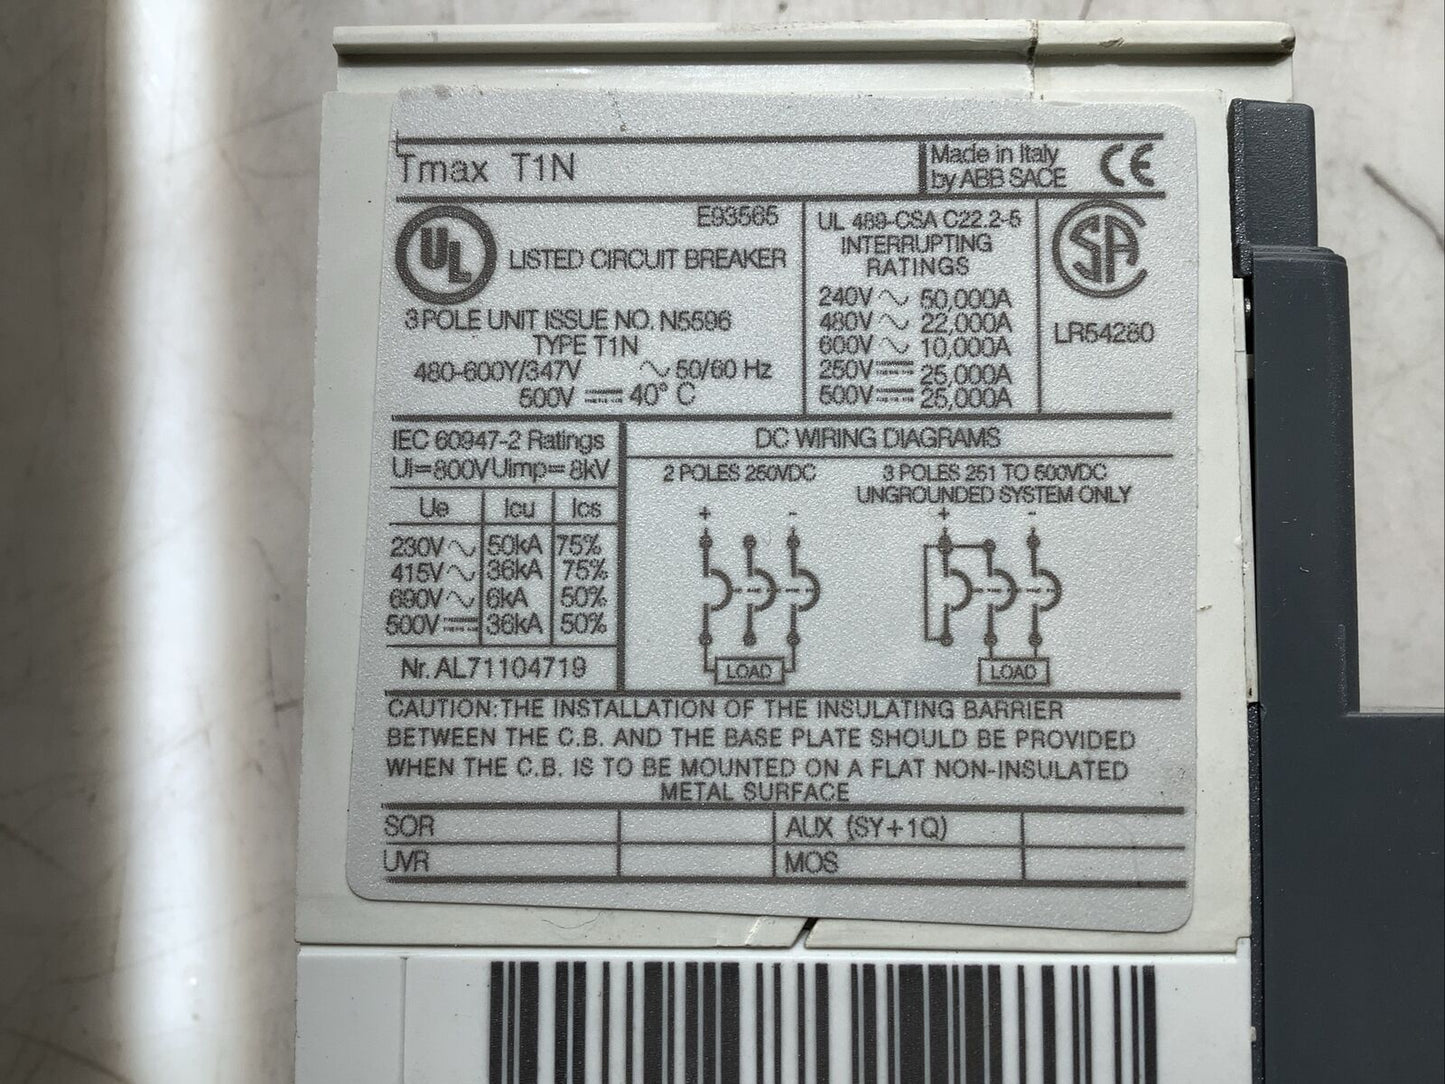 Tmax T1N
Made in Italy
by ABB SACE
CE
UL
E93565
LISTED CIRCUIT BREAKER
3 POLE UNIT ISSUE NO. N5596
TYPE T1N
480-600Y/347V ~ 50/60 Hz
500V ⎓ 40° C
UL 489-CSA C22.2-5
INTERRUPTING
RATINGS
240V ~ 50,000A
480V ~ 22,000A
600V ~ 10,000A
250V ⎓ 25,000A
500V ⎓ 25,000A
SA
LR54280
IEC 60947-2 Ratings
Ui=800V Uimp=8kV
Ue Icu Ics
230V ~ 50kA 75%
415V ~ 36kA 75%
690V ~ 6kA 50%
500V ⎓ 36kA 50%
Nr. AL71104719
DC WIRING DIAGRAMS
2 POLES 250VDC
+ -
LOAD
3 POLES 251 TO 500VDC
UNGROUNDED SYSTEM ONLY
+ -
LOAD
CAUTION: THE INSTALLATION OF THE INSULATING BARRIER
BETWEEN THE C.B. AND THE BASE PLATE SHOULD BE PROVIDED
WHEN THE C.B. IS TO BE MOUNTED ON A FLAT NON-INSULATED
METAL SURFACE
SOR AUX (SY+1Q)
UVR MOS